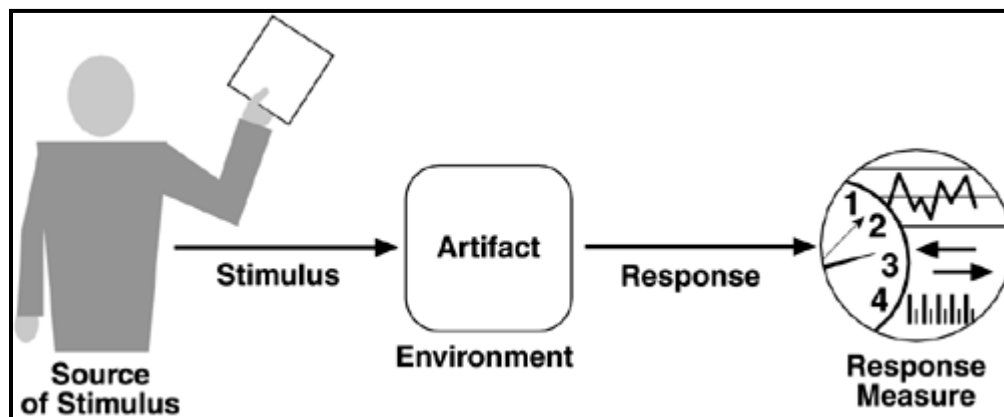 Source
of Stimulus
Stimulus
Artifact
Environment
Response
1
2
3
4
Response
Measure